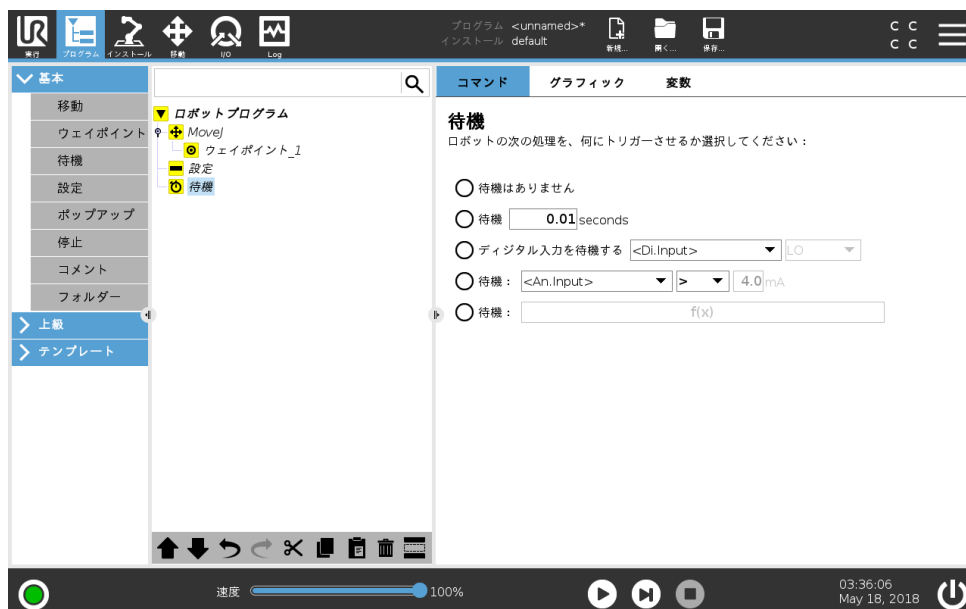 プログラム <unnamed>*
インストール default
実行 プログラム インストール 移動 I/O Log 新規... 開く... 保存...
C C
C C
基本
移動
ウェイポイント
待機
設定
ポップアップ
停止
コメント
フォルダー
上級
テンプレート
ロボットプログラム
MoveJ
ウェイポイント_1
設定
待機
コマンド グラフィック 変数
待機
ロボットの次の処理を、何にトリガーさせるか選択してください：
待機はありません
待機 0.01 seconds
ディジタル入力を待機する <Di.Input> LO
待機： <An.Input> > 4.0 mA
待機： f(x)
速度 100%
03:36:06
May 18, 2018